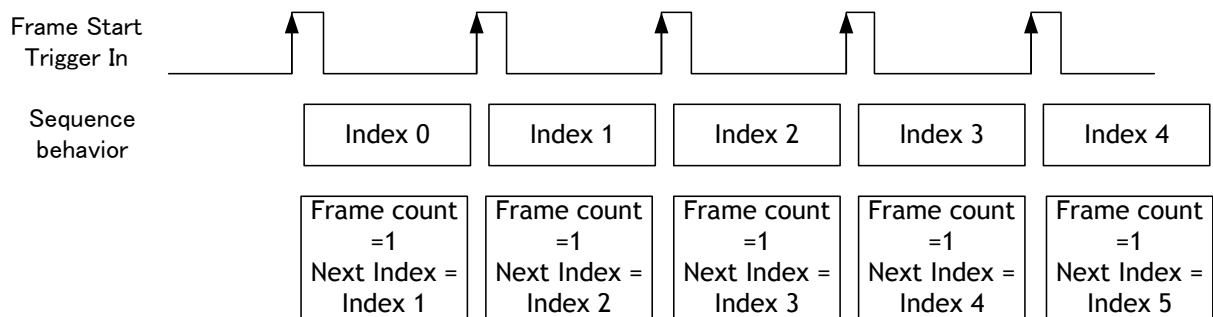 Frame Start
Trigger In
Sequence
behavior
Index 0
Index 1
Index 2
Index 3
Index 4
Frame count
=1
Next Index =
Index 1
Frame count
=1
Next Index =
Index 2
Frame count
=1
Next Index =
Index 3
Frame count
=1
Next Index =
Index 4
Frame count
=1
Next Index =
Index 5